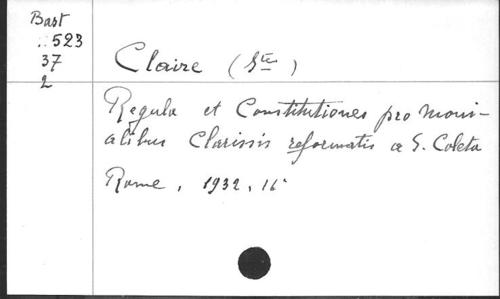 Bast
:: 523
37
2
Claire (Ste)
Regula et Constitutiones pro moni-
alibus Clarissis reformatis a S. Coleta
Rome, 1932, 16°